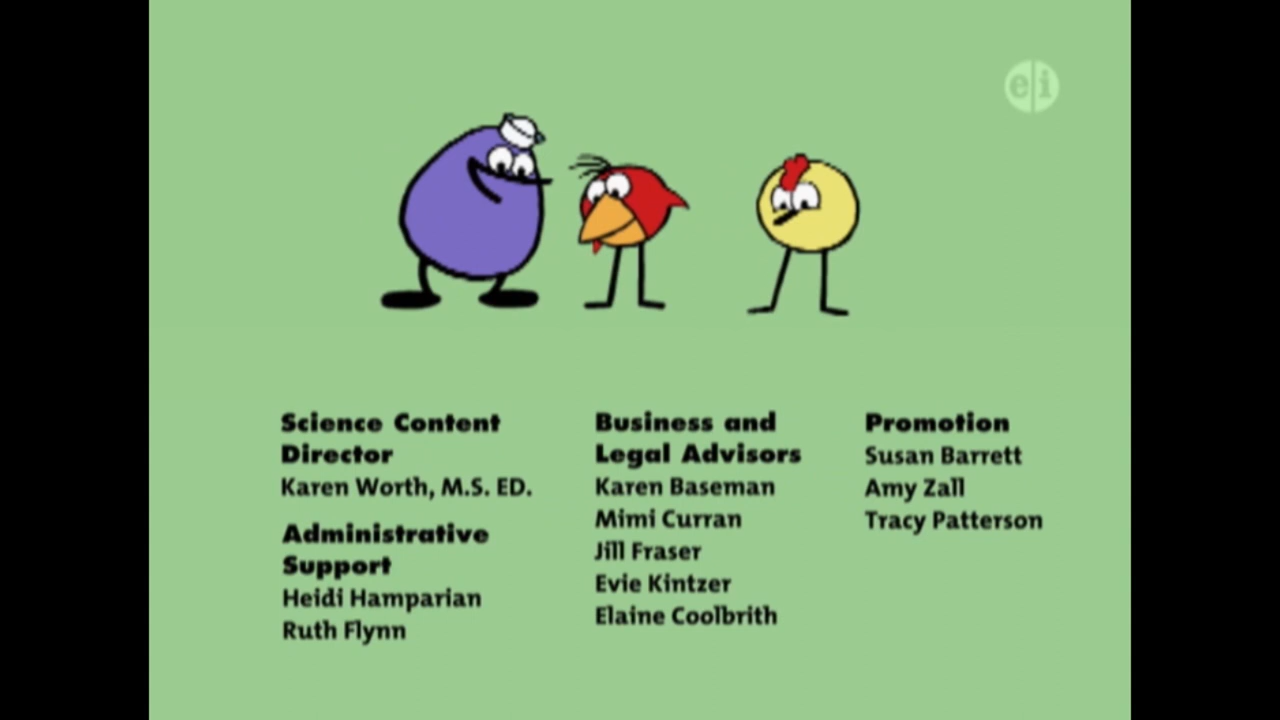 e i
Science Content
Director
Karen Worth, M.S. ED.
Administrative
Support
Heidi Hamparian
Ruth Flynn
Business and
Legal Advisors
Karen Baseman
Mimi Curran
Jill Fraser
Evie Kintzer
Elaine Coolbrith
Promotion
Susan Barrett
Amy Zall
Tracy Patterson